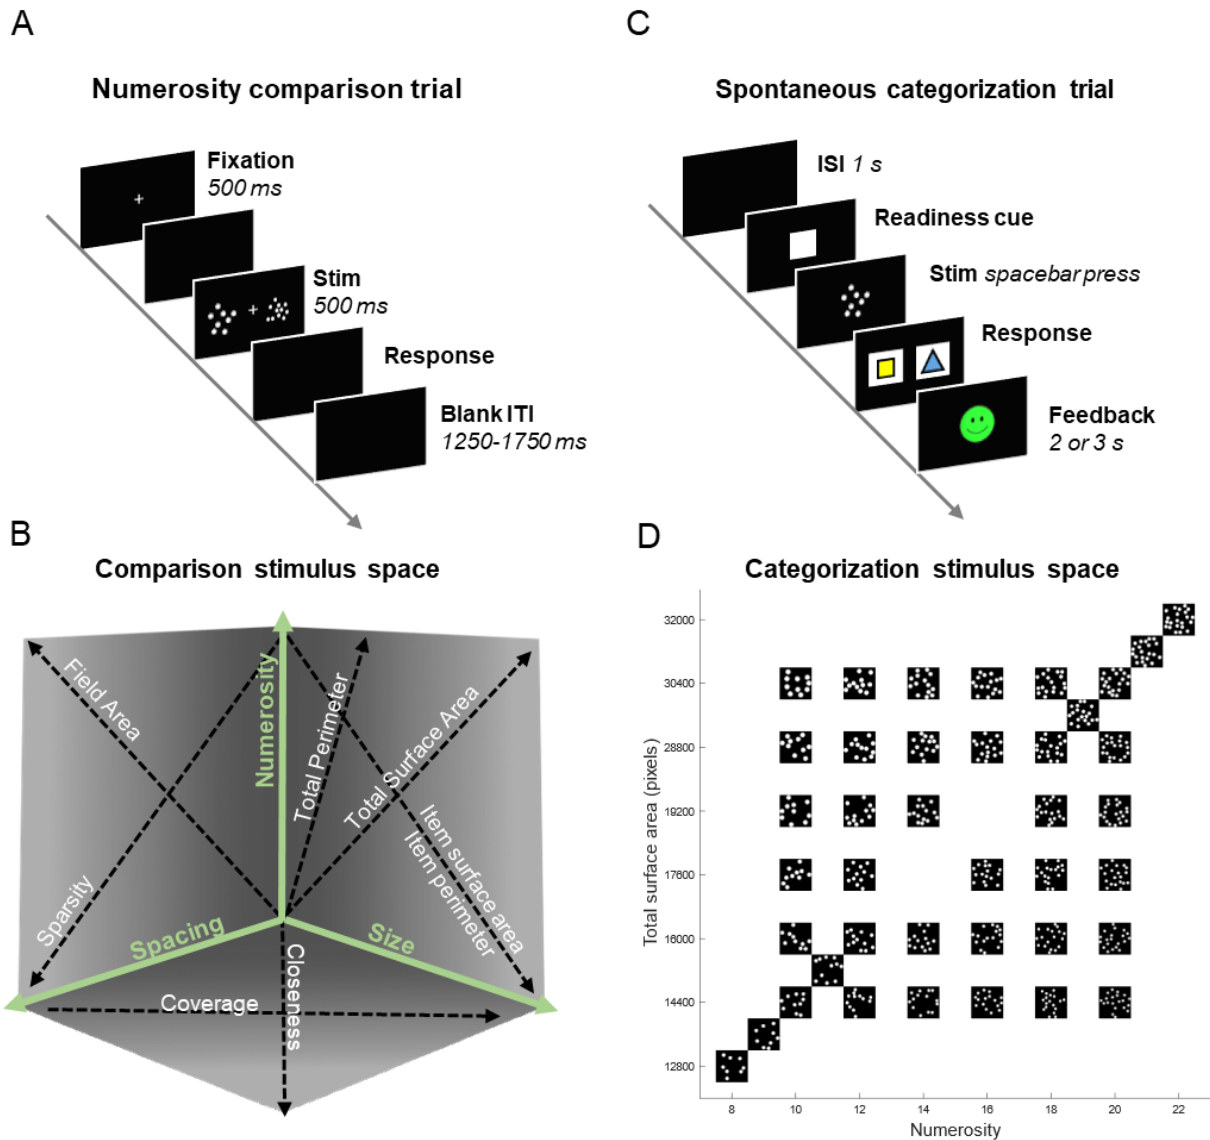 A
Numerosity comparison trial
Fixation
500 ms
Stim
500 ms
Response
Blank ITI
1250-1750 ms
C
Spontaneous categorization trial
ISI 1 s
Readiness cue
Stim spacebar press
Response
Feedback
2 or 3 s
B
Comparison stimulus space
Field Area
Numerosity
Total Perimeter
Total Surface Area
Item surface area
Item perimeter
Sparsity
Spacing
Size
Closeness
Coverage
D
Categorization stimulus space
Total surface area (pixels)
32000
30400
28800
19200
17600
16000
14400
12800
8 10 12 14 16 18 20 22
Numerosity